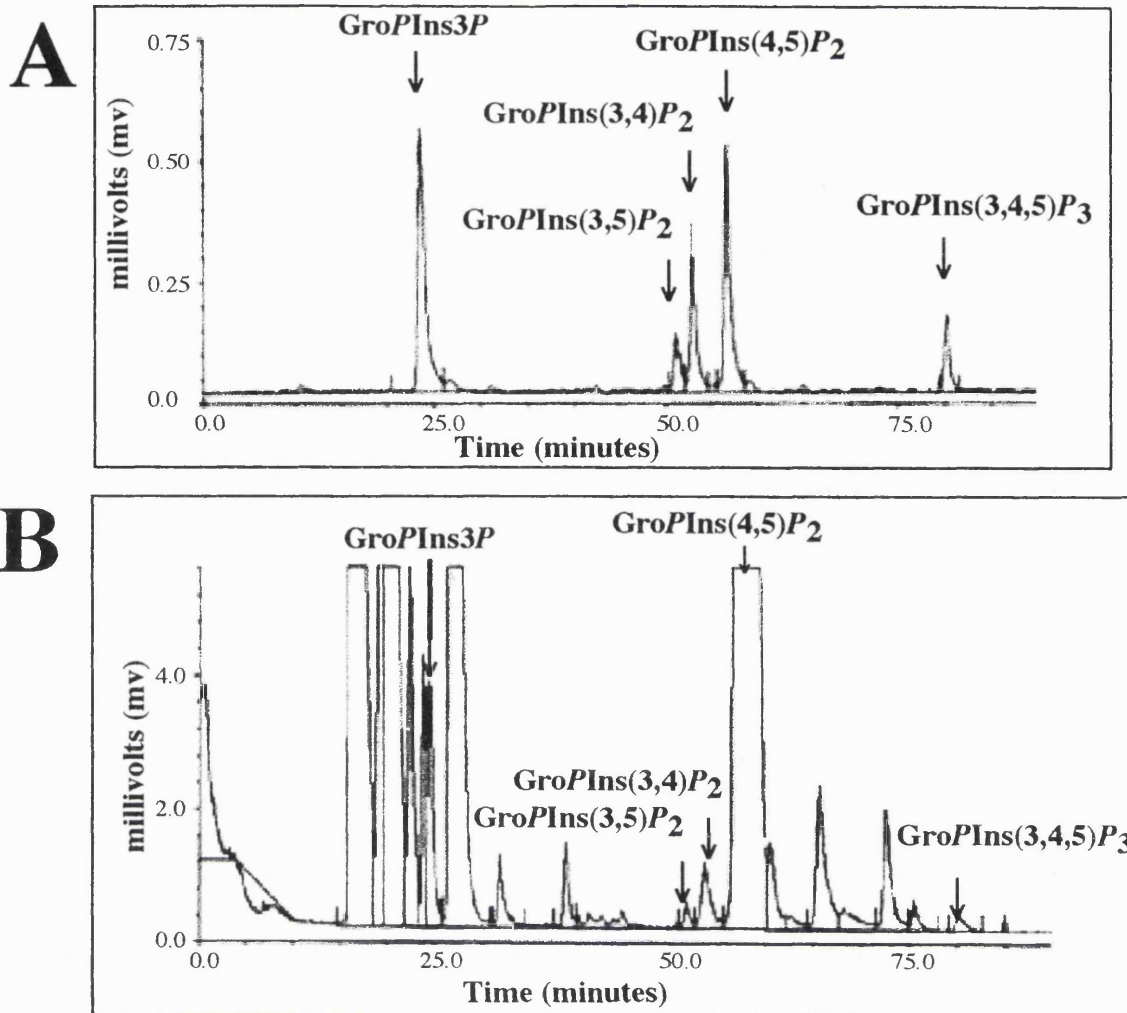 A
GroPIns3P
GroPIns(4,5)P2
GroPIns(3,4)P2
GroPIns(3,5)P2
GroPIns(3,4,5)P3
millivolts (mv)
0.75
0.50
0.25
0.0
0.0 25.0 50.0 75.0
Time (minutes)
B
GroPIns3P
GroPIns(4,5)P2
GroPIns(3,4)P2
GroPIns(3,5)P2
GroPIns(3,4,5)P3
millivolts (mv)
4.0
2.0
0.0
0.0 25.0 50.0 75.0
Time (minutes)